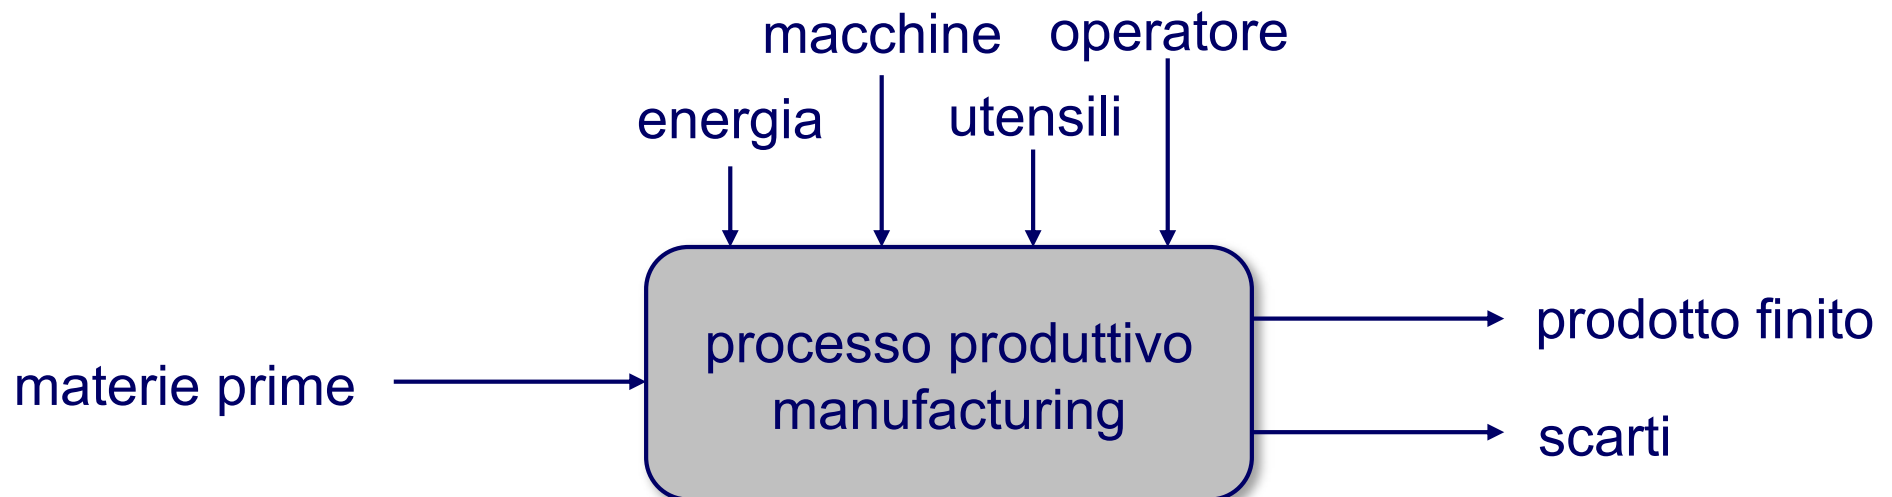 macchine
operatore
energia
utensili
processo produttivo
manufacturing
materie prime
prodotto finito
scarti